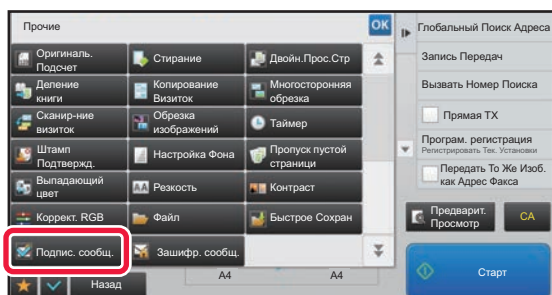 Прочие
OK
Оригиналь.
Подсчет
Стирание
Двойн.Прос.Стр
Деление
книги
Копирование
Визиток
Многосторонняя
обрезка
Сканир-ние
визиток
Обрезка
изображений
Таймер
Штамп
Подтвержд.
Настройка Фона
Пропуск пустой
страници
Выпадающий
цвет
AA Резкость
Контраст
Коррект. RGB
Файл
Быстрое Сохран
Подпис. сообщ.
Зашифр. сообщ.
Назад
A4
A4
Глобальный Поиск Адреса
Запись Передач
Вызвать Номер Поиска
Прямая TX
Програм. регистрация
Регистрировать Тек. Установки
Передать То Же Изоб.
как Адрес Факса
Предварит.
Просмотр
CA
Старт